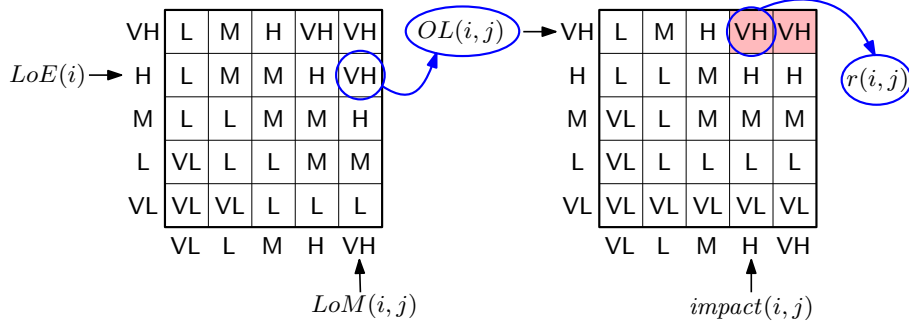 VH L M H VH VH OL(i, j) VH L M H VH VH
LoE(i) H L M M H VH H L L M H H r(i, j)
M L L M M H M VL L M M M
L VL L L M M L VL L L L L
VL VL VL L L L VL VL VL VL VL VL
VL L M H VH VL L M H VH
LoM(i, j) impact(i, j)